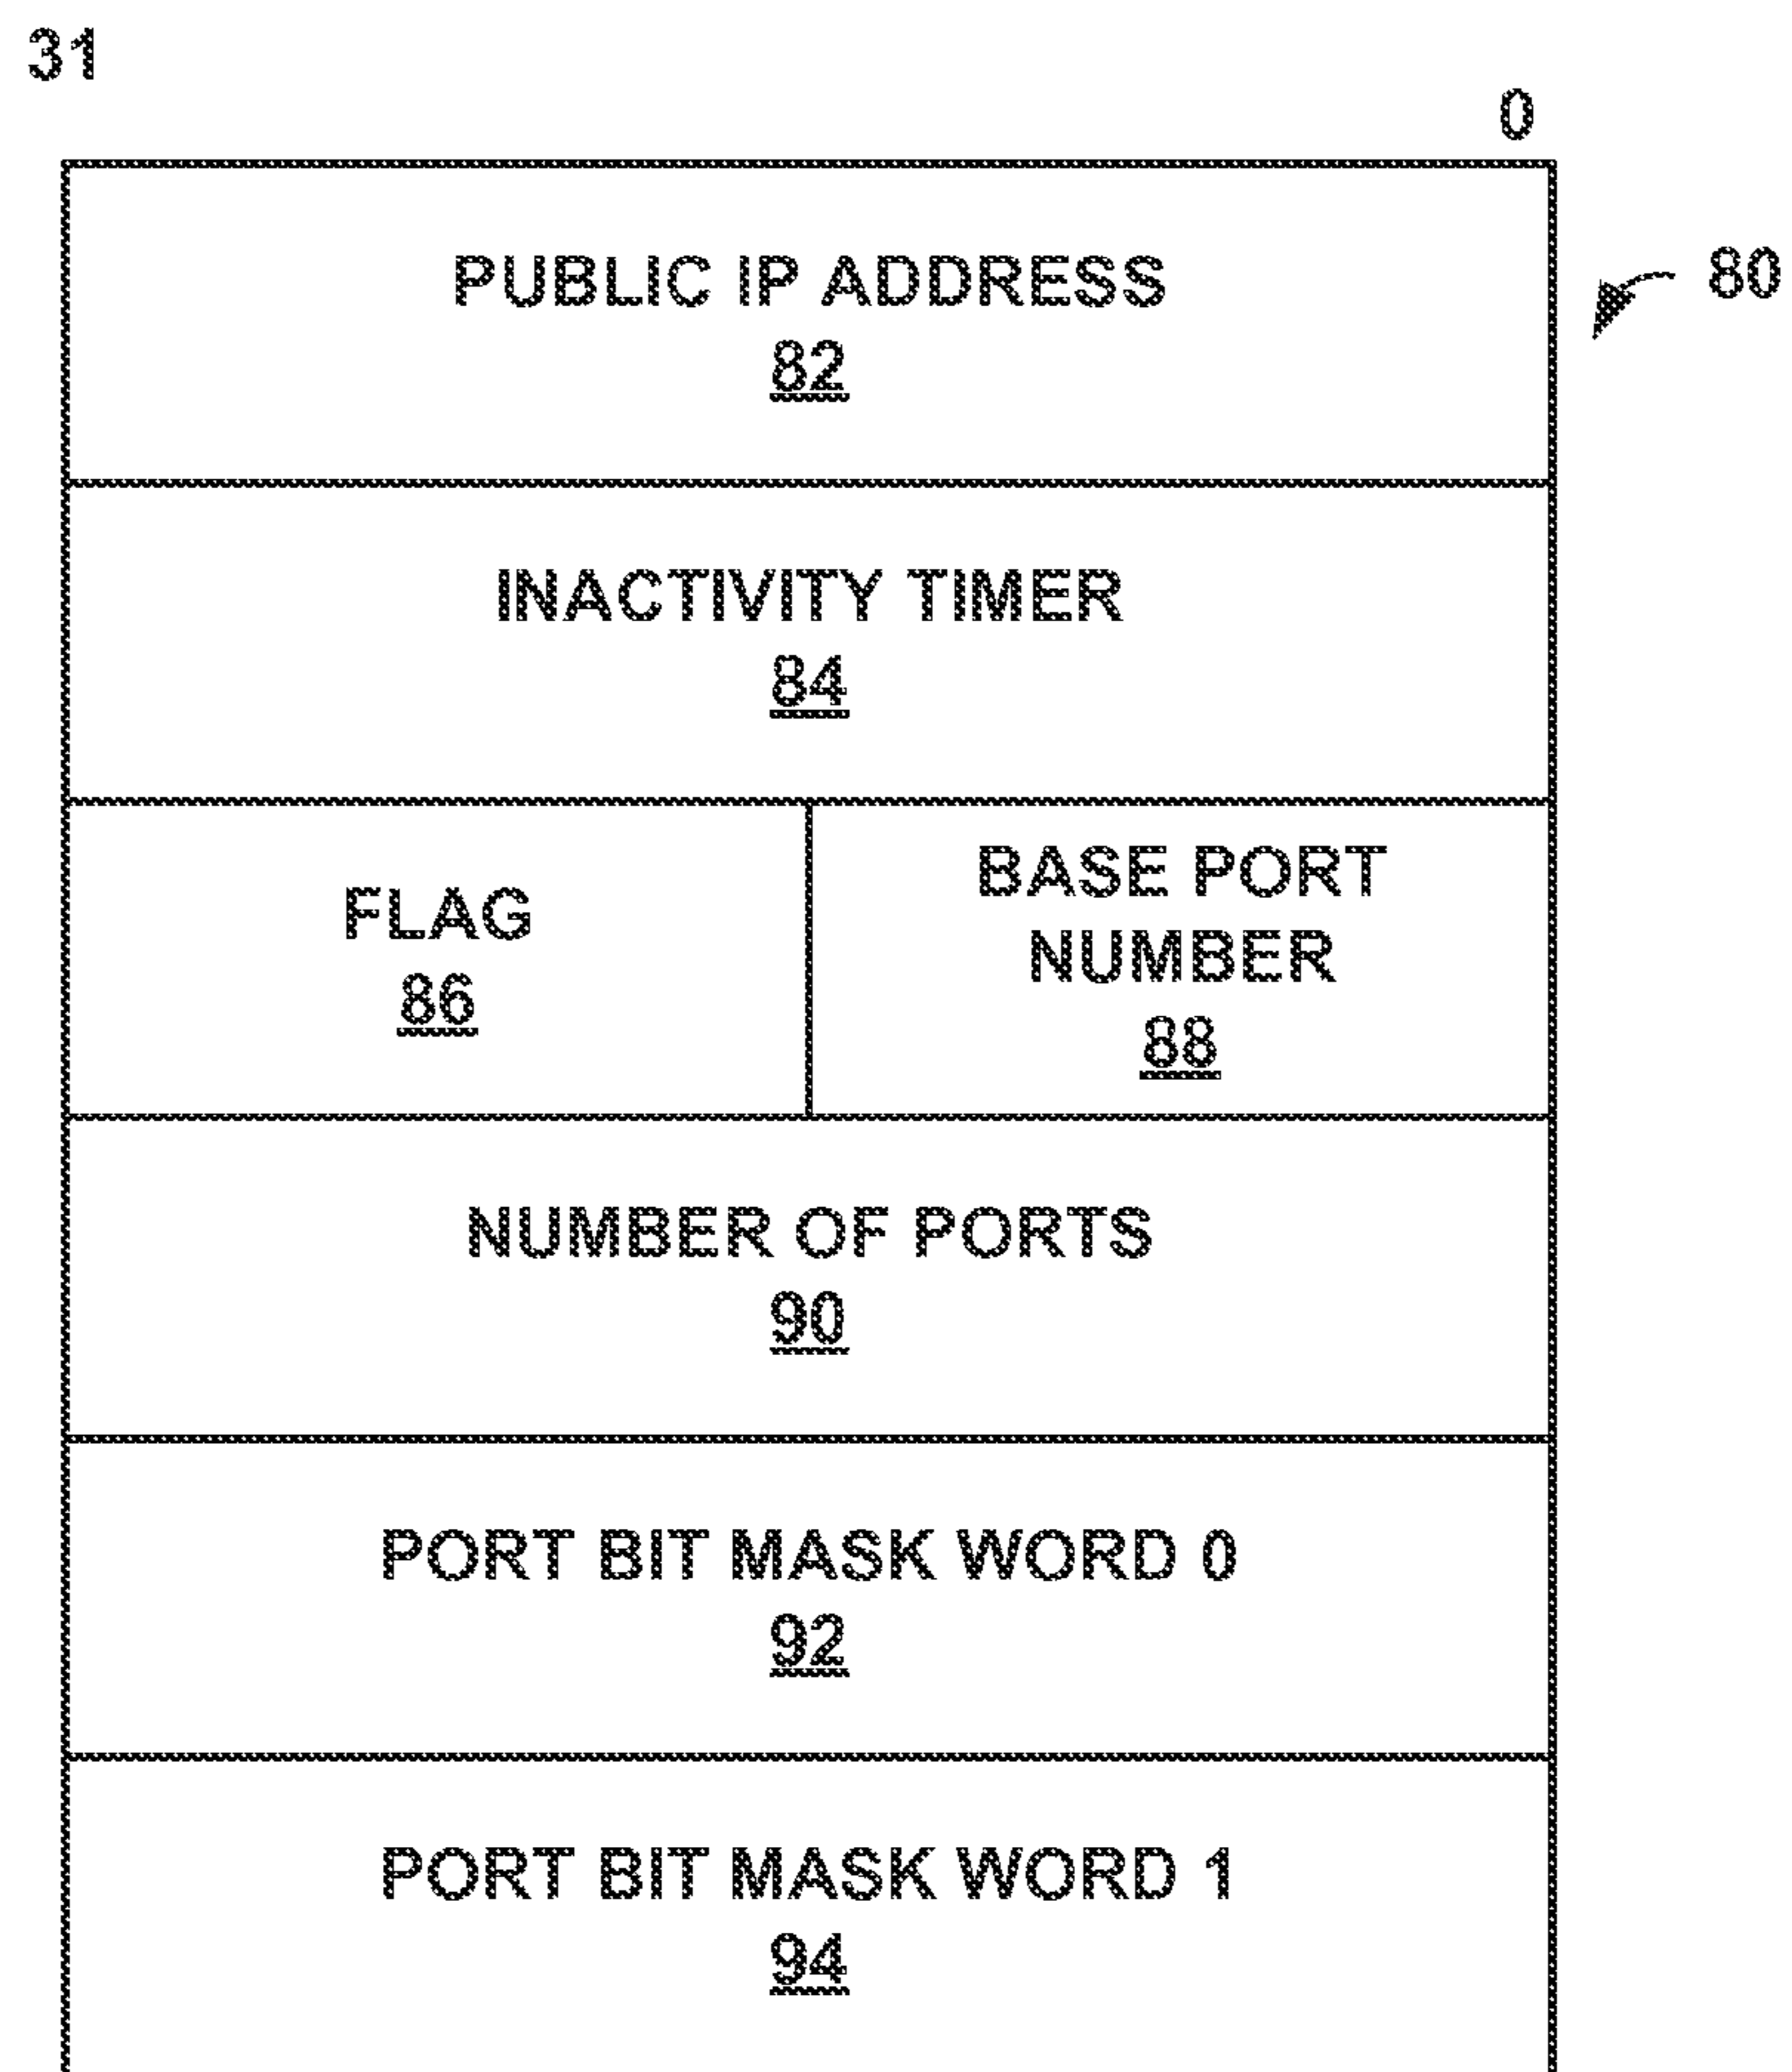 31
0
PUBLIC IP ADDRESS
82
80
INACTIVITY TIMER
84
FLAG
86
BASE PORT
NUMBER
88
NUMBER OF PORTS
90
PORT BIT MASK WORD 0
92
PORT BIT MASK WORD 1
94